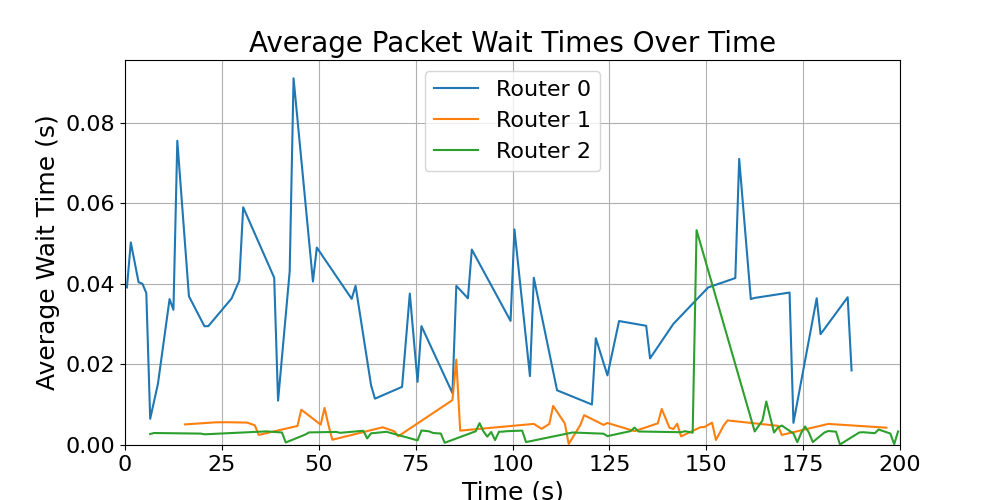 Average Packet Wait Times Over Time
Average Wait Time (s)
0.08
0.06
0.04
0.02
0.00
Router 0
Router 1
Router 2
0 25 50 75 100 125 150 175 200
Time (s)